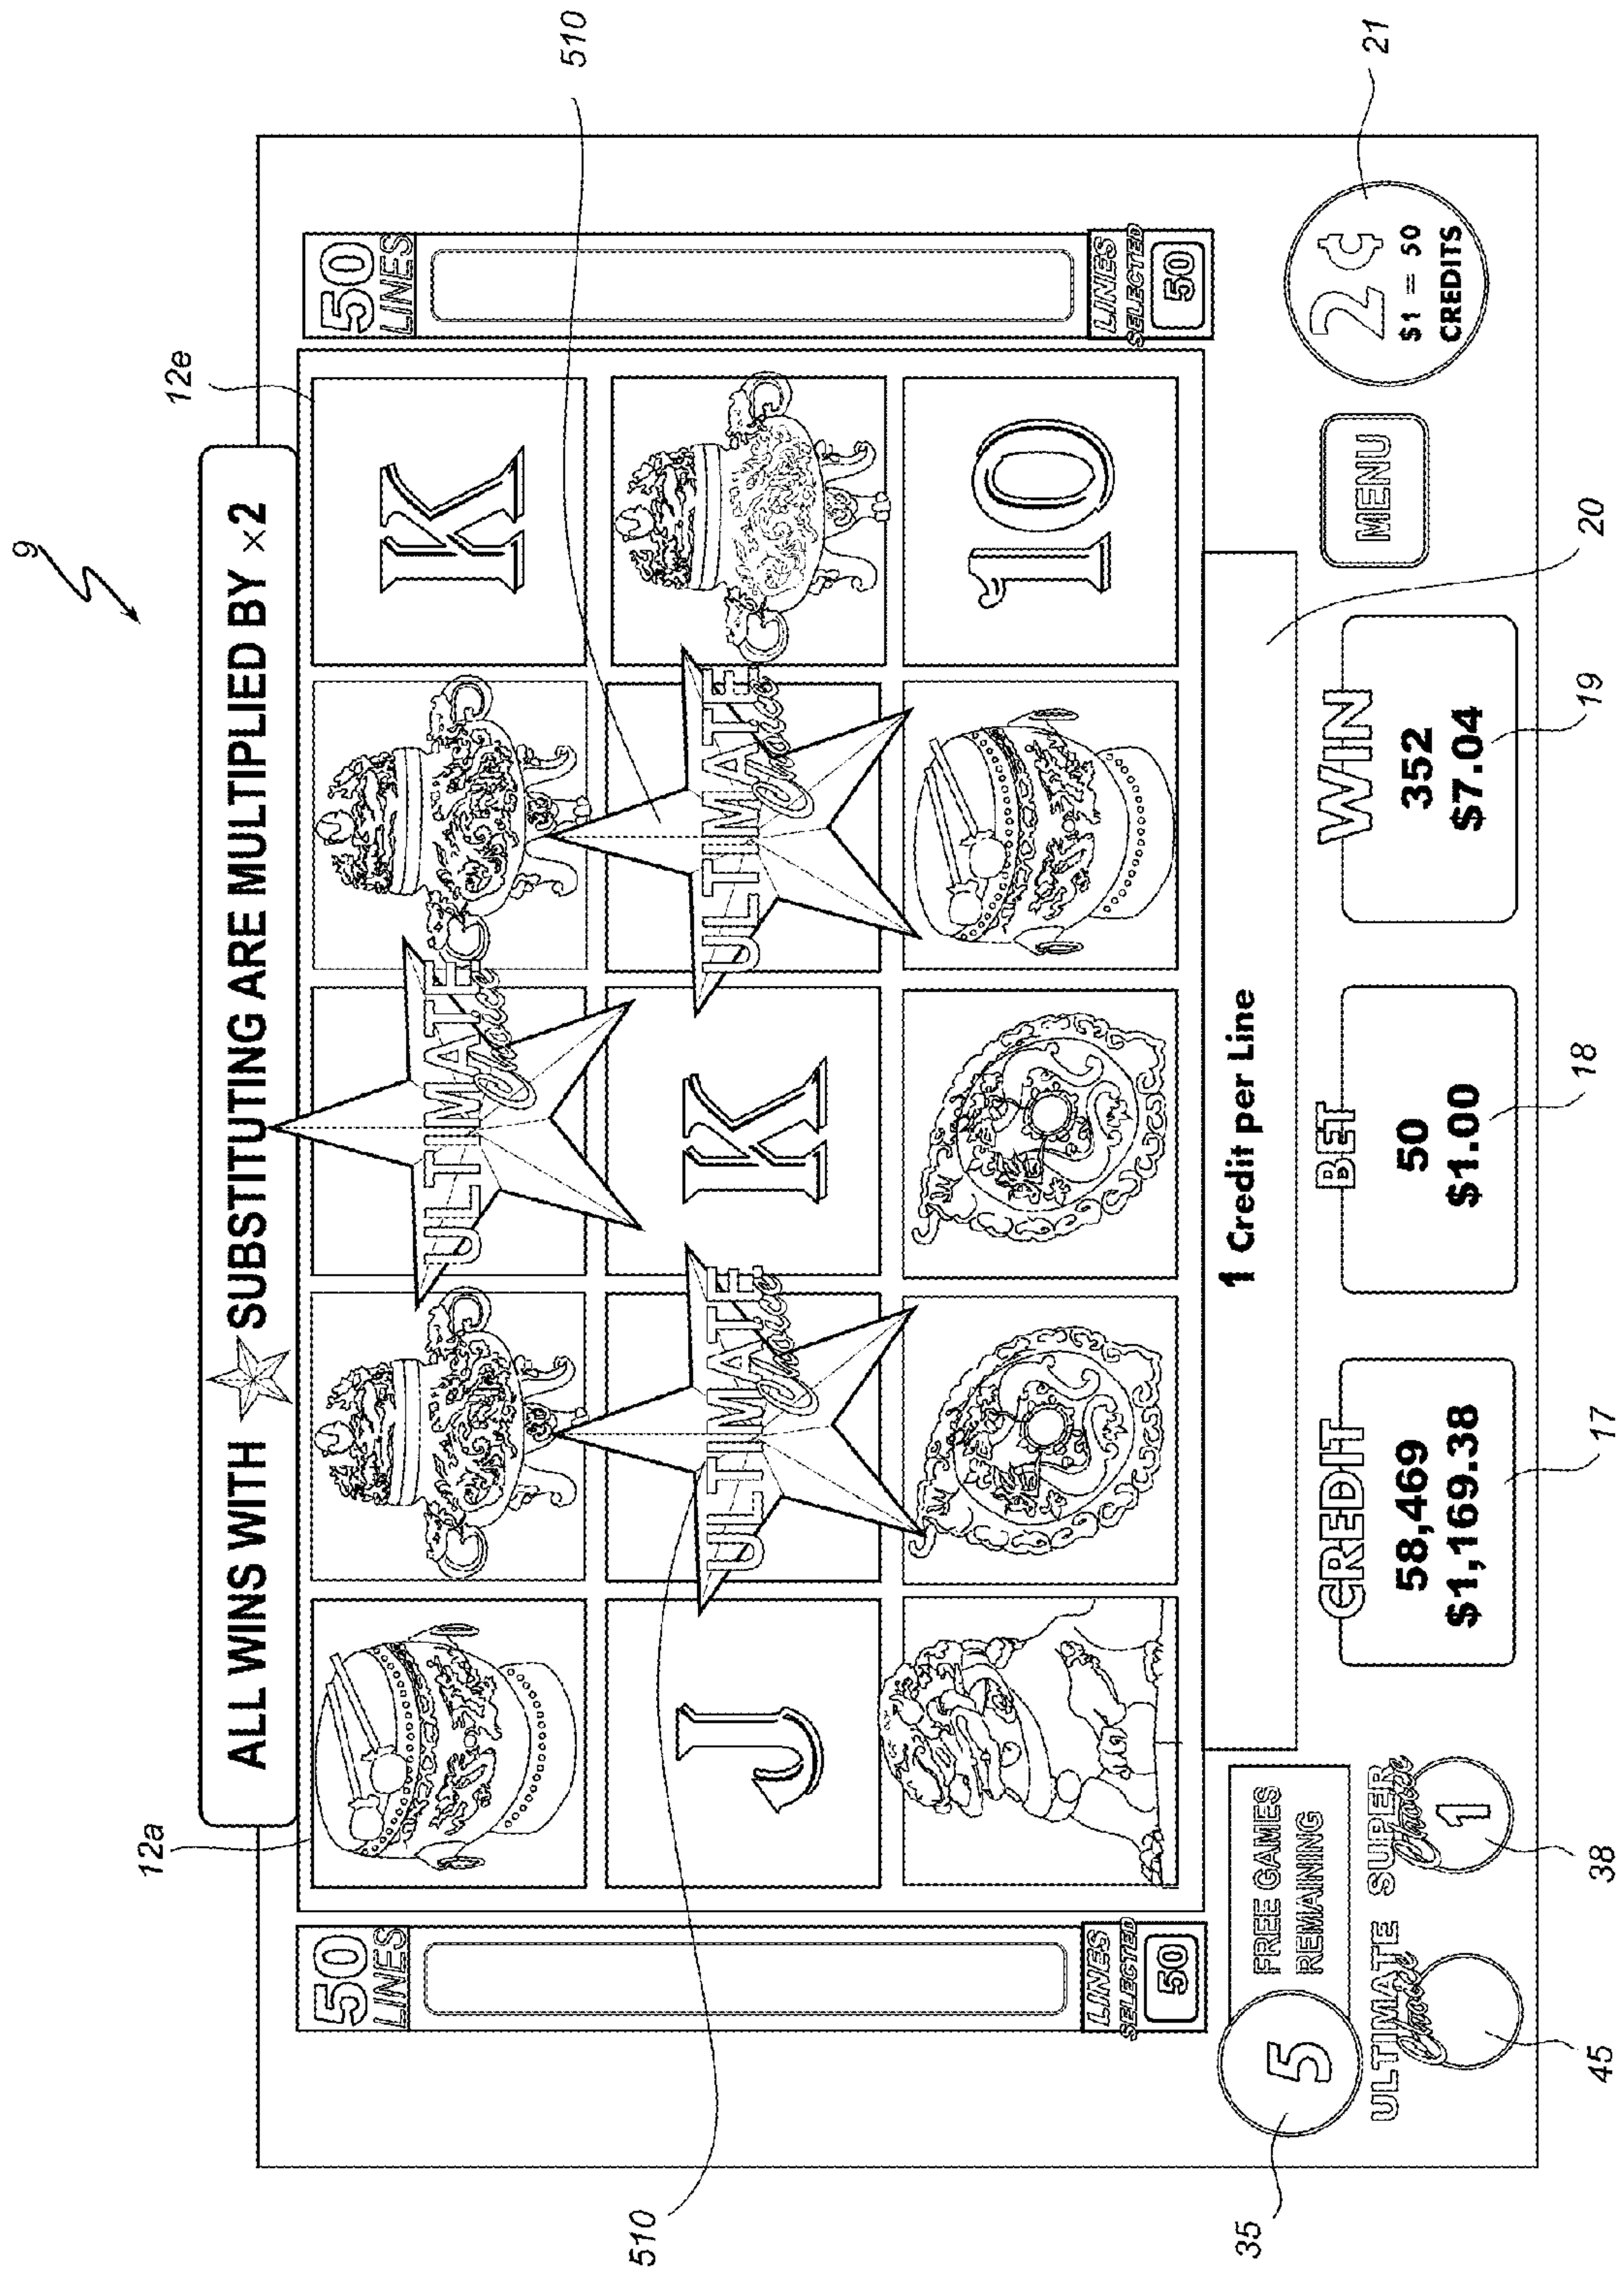 9
ALL WINS WITH SUBSTITUTING ARE MULTIPLIED BY ×2
12a
12e
50
LINES
50
LINES
ULTIMATE
Choice
K
510
J
ULTIMATE
Choice
K
ULTIMATE
Choice
510
10
LINES
SELECTED
50
LINIES
SELECTED
50
1 Credit per Line
20
5
FREE GAMES
REMAINING
35
ULTIMATE
Choice
45
SUPER
Choice
1
38
CREDIT
58,469
$1,169.38
17
BET
50
$1.00
18
WIN
352
$7.04
19
MENU
2¢
$1 = 50
CREDITS
21